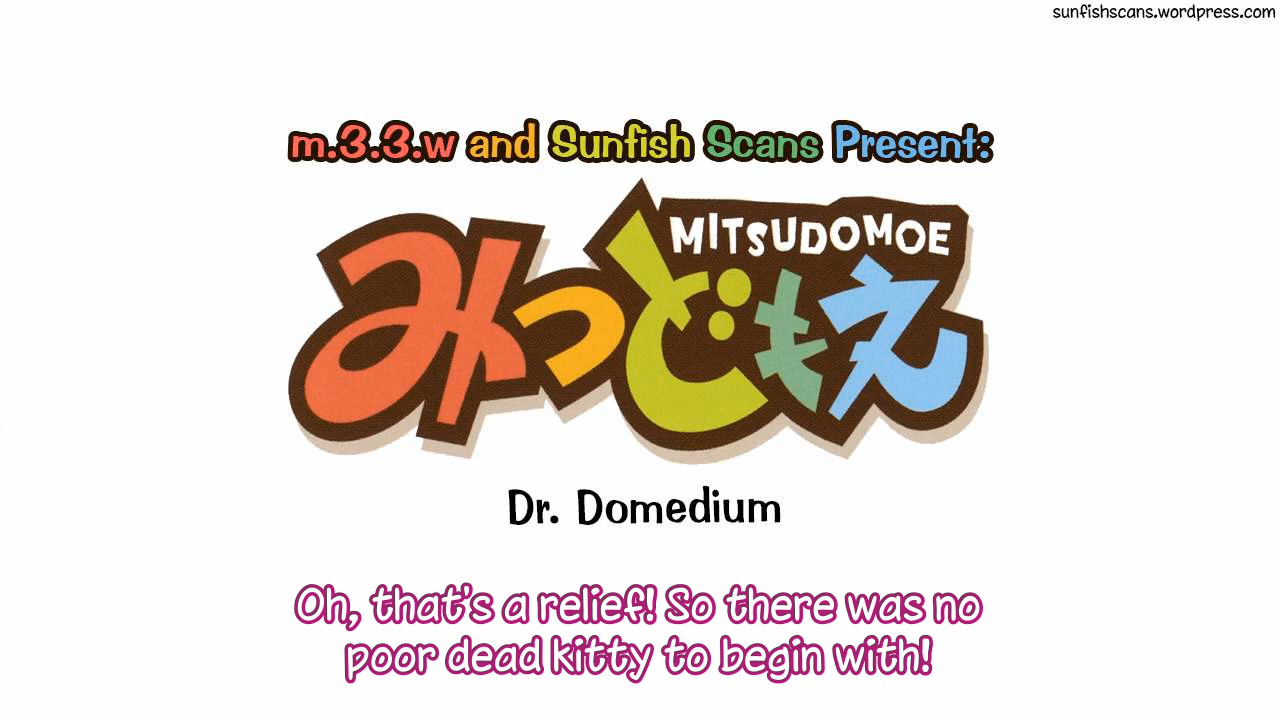 sunfishscans.wordpress.com
m.3.3.w and Sunfish Scans Present:
MITSUDOMOE
みつどもえ
Dr. Domedium
Oh, that's a relief! So there was no
poor dead kitty to begin with!